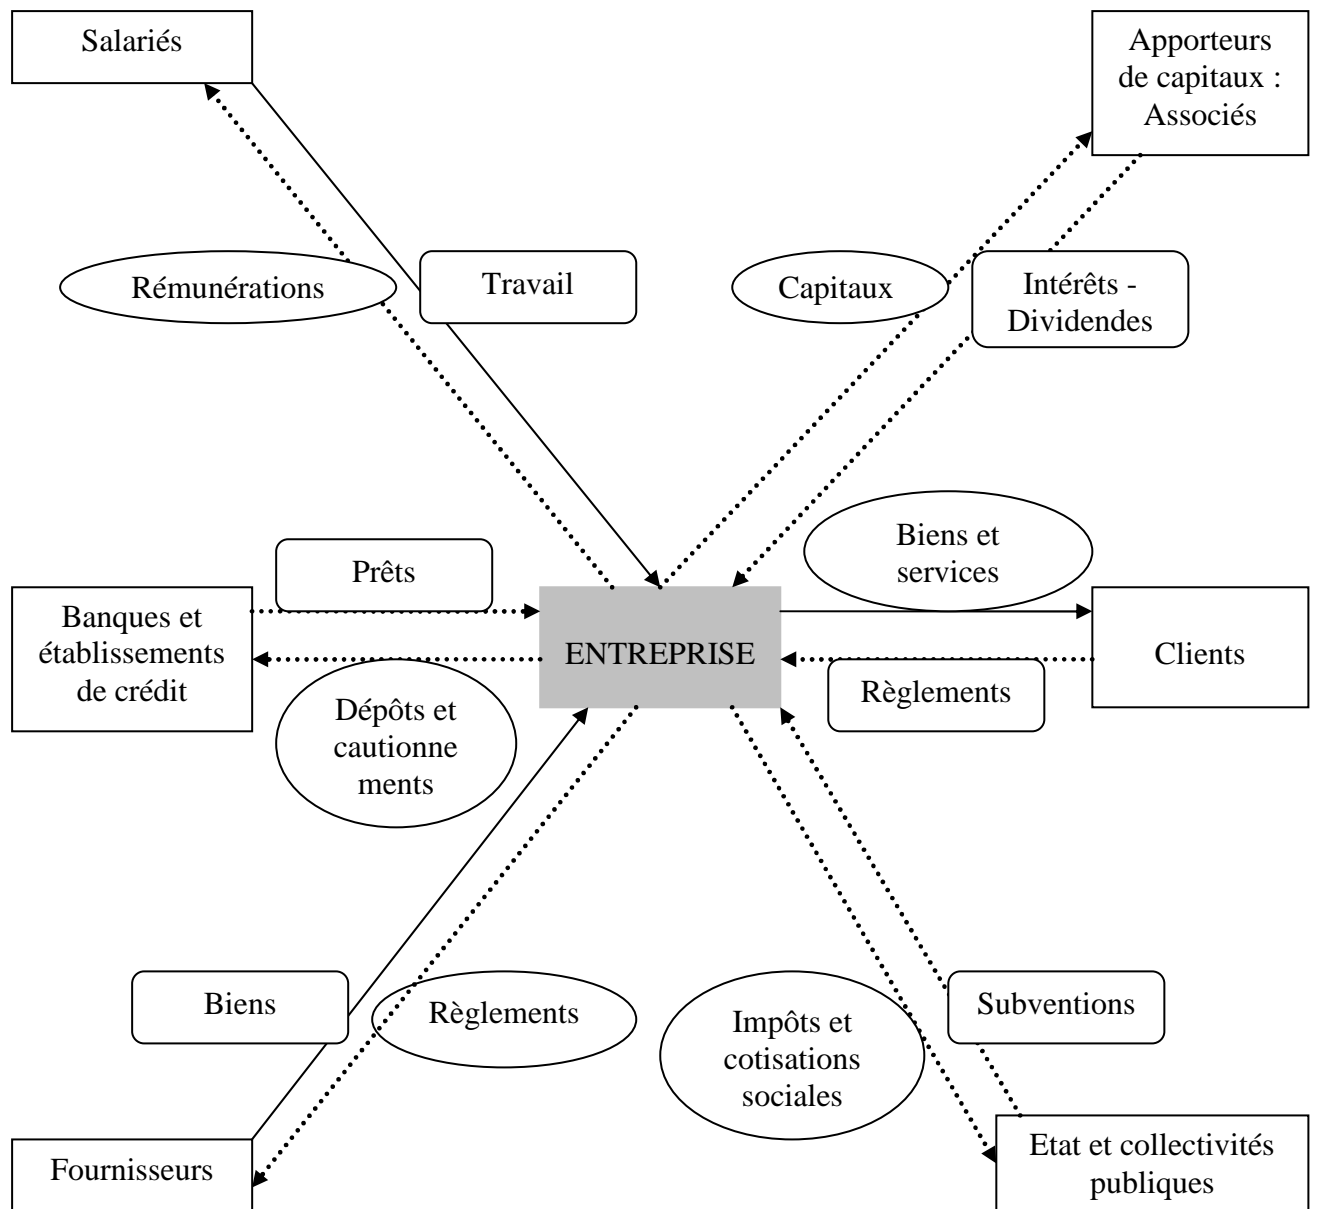 Salariés
Apporteurs
de capitaux :
Associés
Rémunérations
Travail
Capitaux
Intérêts -
Dividendes
Biens et
services
Prêts
Banques et
établissements
de crédit
ENTREPRISE
Clients
Règlements
Dépôts et
cautionne
ments
Biens
Règlements
Impôts et
cotisations
sociales
Subventions
Fournisseurs
Etat et collectivités
publiques